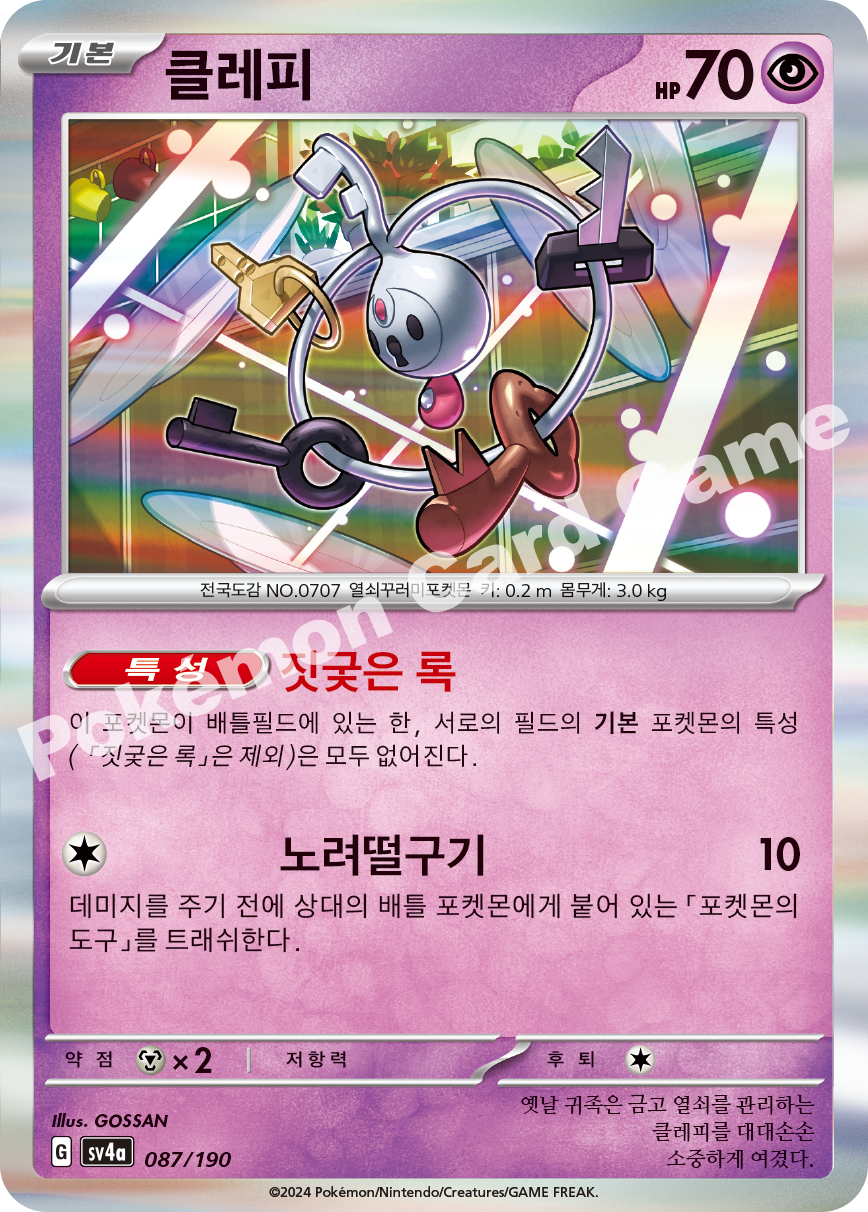 기본 클레피 HP 70
전국도감 NO.0707 열쇠꾸러미포켓몬 키: 0.2 m 몸무게: 3.0 kg
특성 짓궂은 록
이 포켓몬이 배틀필드에 있는 한, 서로의 필드의 기본 포켓몬의 특성
(「짓궂은 록」은 제외)은 모두 없어진다.
노려떨구기 10
데미지를 주기 전에 상대의 배틀 포켓몬에게 붙어 있는 「포켓몬의
도구」를 트래쉬한다.
약점 ×2 저항력 후퇴
옛날 귀족은 금고 열쇠를 관리하는
클레피를 대대손손
소중하게 여겼다.
Illus. GOSSAN
G sv4a 087/190
©2024 Pokémon/Nintendo/Creatures/GAME FREAK.
Pokémon Card Game